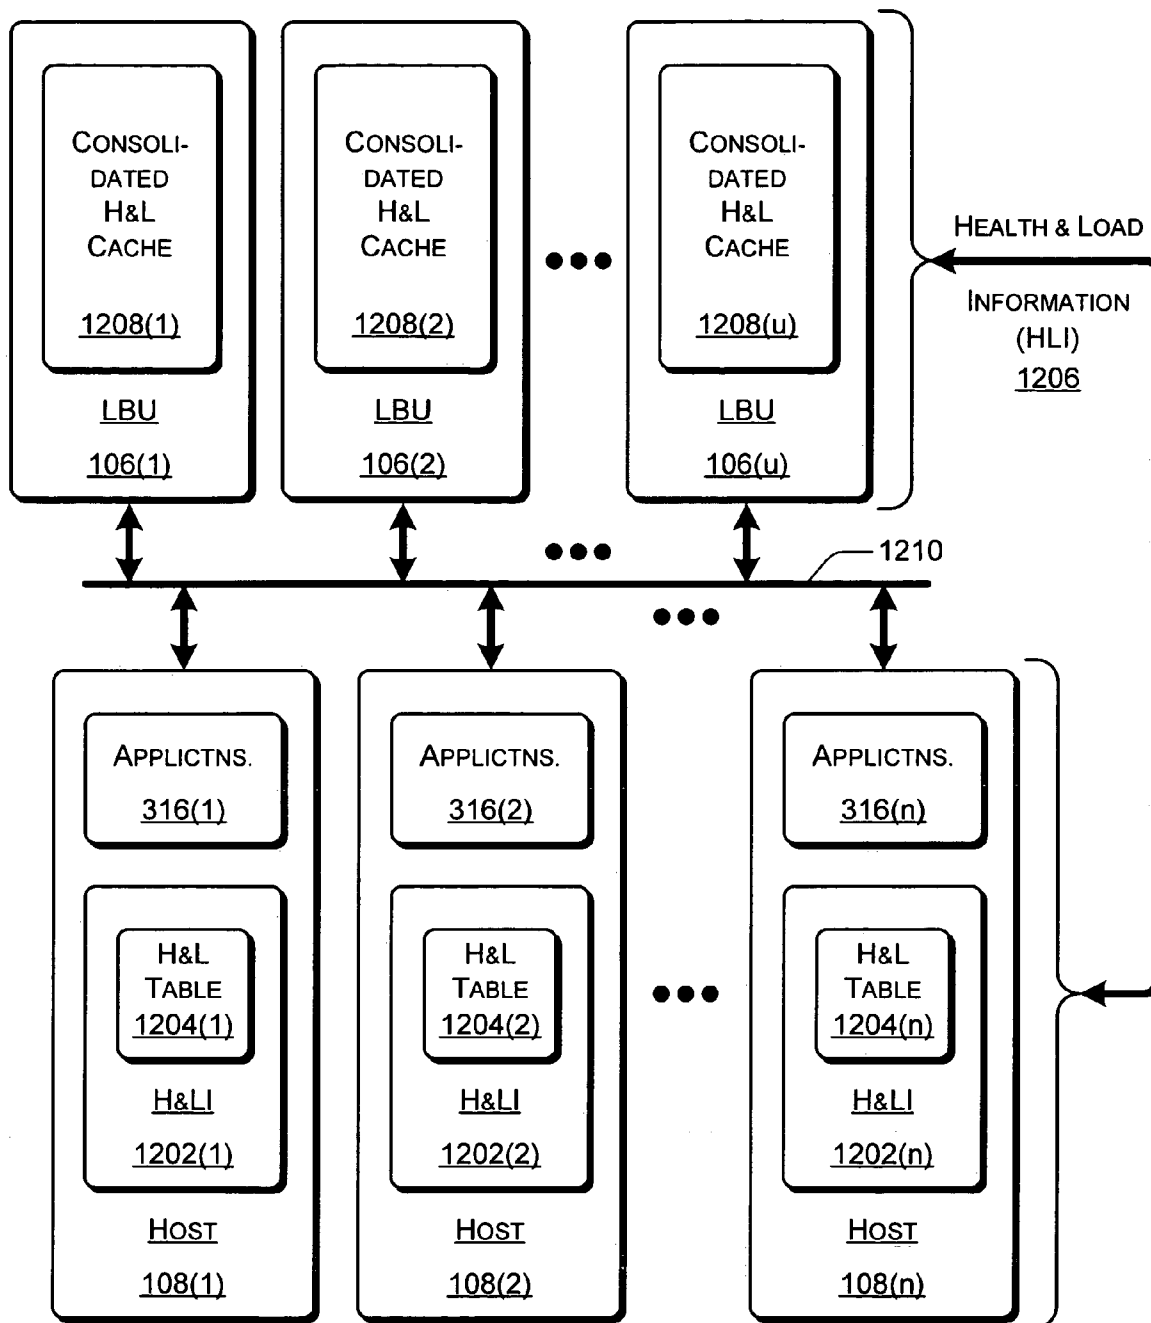 CONSOLI-
DATED
H&L
CACHE
1208(1)
LBU
106(1)
CONSOLI-
DATED
H&L
CACHE
1208(2)
LBU
106(2)
CONSOLI-
DATED
H&L
CACHE
1208(u)
LBU
106(u)
HEALTH & LOAD
INFORMATION
(HLI)
1206
1210
APPLICTNS.
316(1)
H&L
TABLE
1204(1)
H&LI
1202(1)
HOST
108(1)
APPLICTNS.
316(2)
H&L
TABLE
1204(2)
H&LI
1202(2)
HOST
108(2)
APPLICTNS.
316(n)
H&L
TABLE
1204(n)
H&LI
1202(n)
HOST
108(n)